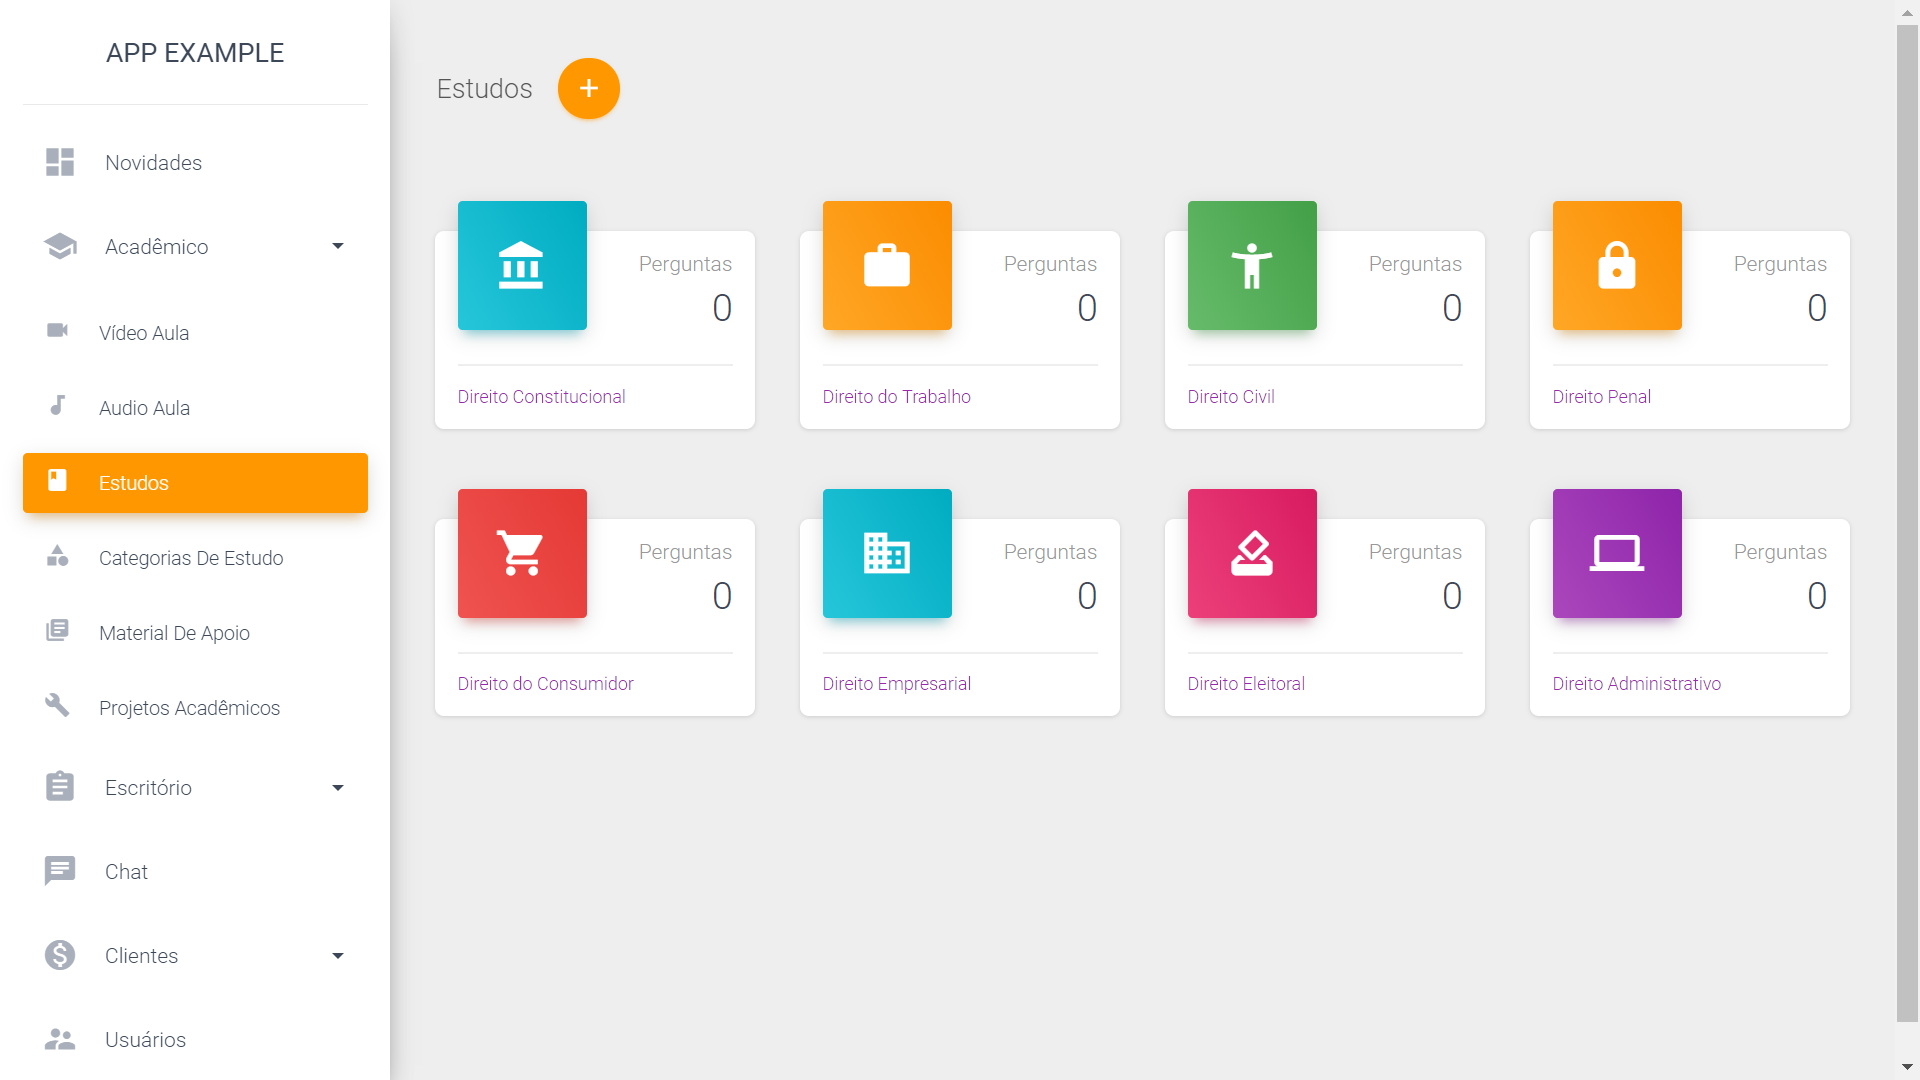 APP EXAMPLE
Novidades
Acadêmico
Vídeo Aula
Audio Aula
Estudos
Categorias De Estudo
Material De Apoio
Projetos Acadêmicos
Escritório
Chat
Clientes
Usuários
Estudos
Perguntas
0
Direito Constitucional
Perguntas
0
Direito do Trabalho
Perguntas
0
Direito Civil
Perguntas
0
Direito Penal
Perguntas
0
Direito do Consumidor
Perguntas
0
Direito Empresarial
Perguntas
0
Direito Eleitoral
Perguntas
0
Direito Administrativo